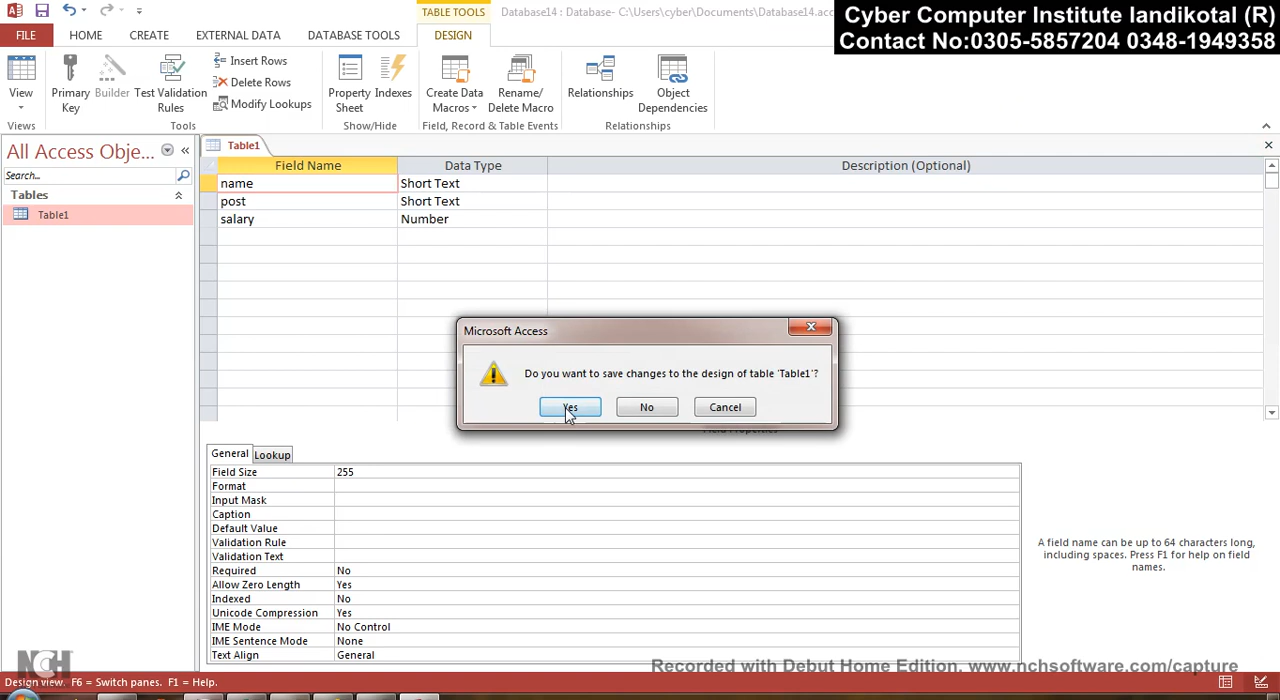 TABLE TOOLS
Database14 : Database- C:\Users\cyber\Documents\Database14.acc
Cyber Computer Institute landikotal (R)
Contact No:0305-5857204 0348-1949358
FILE HOME CREATE EXTERNAL DATA DATABASE TOOLS DESIGN
View
Primary Key
Builder
Test Validation Rules
Insert Rows
Delete Rows
Modify Lookups
Property Sheet
Indexes
Create Data Macros
Rename/ Delete Macro
Relationships
Object Dependencies
Views Tools Show/Hide Field, Record & Table Events Relationships
All Access Obje...
Search...
Tables
Table1
Table1
Field Name Data Type Description (Optional)
name Short Text
post Short Text
salary Number
Microsoft Access
Do you want to save changes to the design of table 'Table1'?
Yes No Cancel
Field Properties
General Lookup
Field Size 255
Format
Input Mask
Caption
Default Value
Validation Rule
Validation Text
Required No
Allow Zero Length Yes
Indexed No
Unicode Compression Yes
IME Mode No Control
IME Sentence Mode None
Text Align General
A field name can be up to 64 characters long,
including spaces. Press F1 for help on field
names.
NCH
Recorded with Debut Home Edition. www.nchsoftware.com/capture
Design view. F6 = Switch panes. F1 = Help.